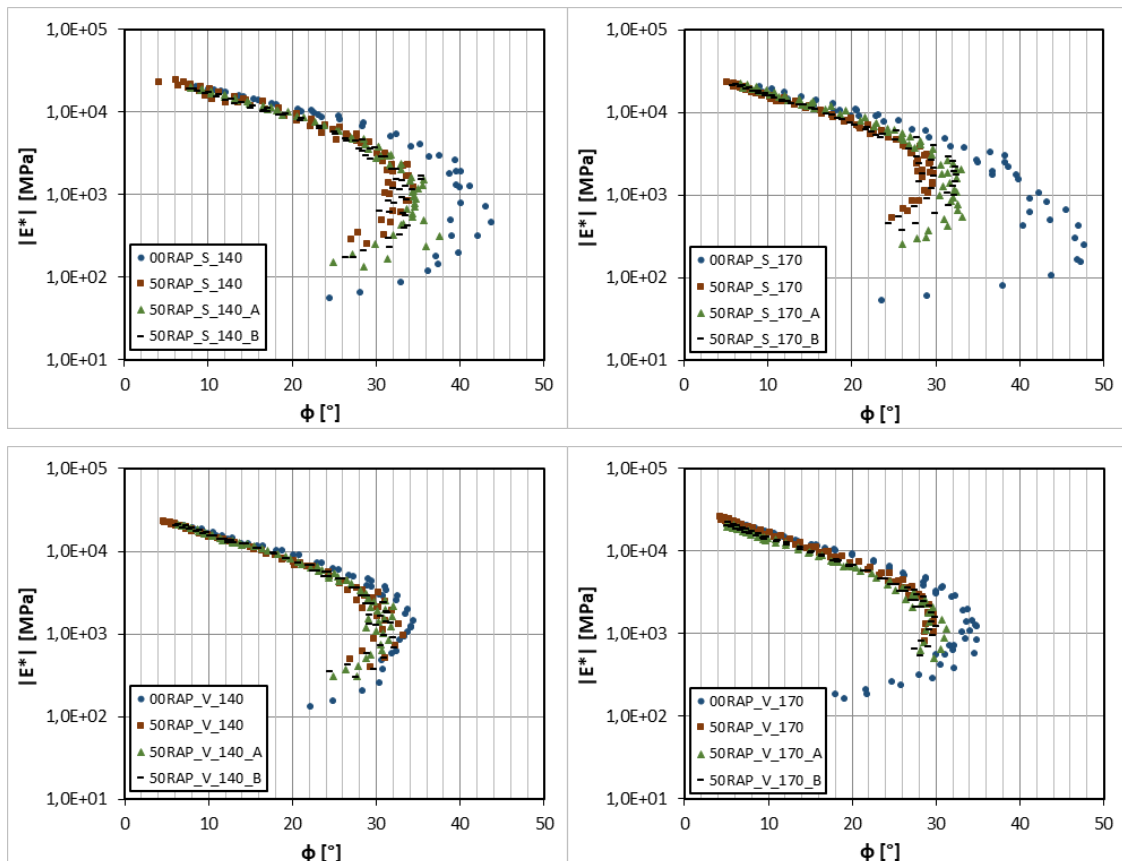 1,0E+05
1,0E+04
1,0E+03
1,0E+02
1,0E+01
|E*| [MPa]
00RAP_S_140
50RAP_S_140
50RAP_S_140_A
50RAP_S_140_B
0 10 20 30 40 50
ϕ [°]
1,0E+05
1,0E+04
1,0E+03
1,0E+02
1,0E+01
|E*| [MPa]
00RAP_S_170
50RAP_S_170
50RAP_S_170_A
50RAP_S_170_B
0 10 20 30 40 50
ϕ [°]
1,0E+05
1,0E+04
1,0E+03
1,0E+02
1,0E+01
|E*| [MPa]
00RAP_V_140
50RAP_V_140
50RAP_V_140_A
50RAP_V_140_B
0 10 20 30 40 50
ϕ [°]
1,0E+05
1,0E+04
1,0E+03
1,0E+02
1,0E+01
|E*| [MPa]
00RAP_V_170
50RAP_V_170
50RAP_V_170_A
50RAP_V_170_B
0 10 20 30 40 50
ϕ [°]